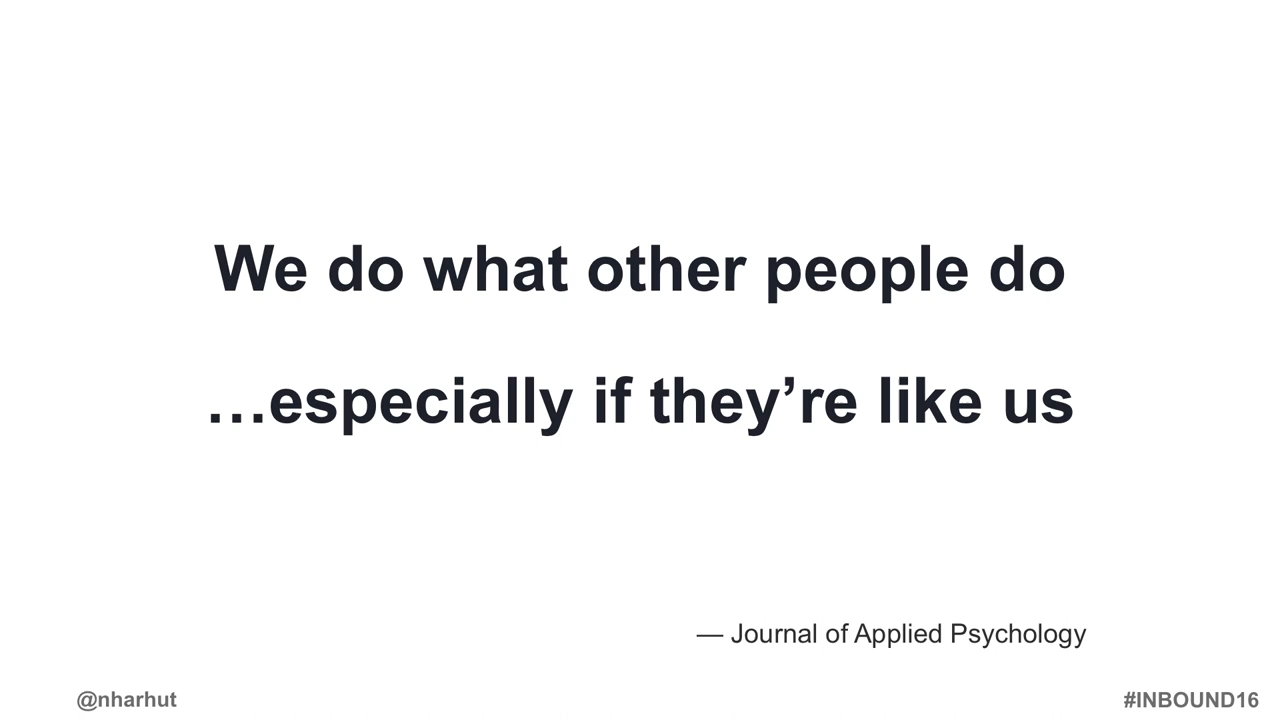 We do what other people do
…especially if they’re like us
— Journal of Applied Psychology
@nharhut
#INBOUND16